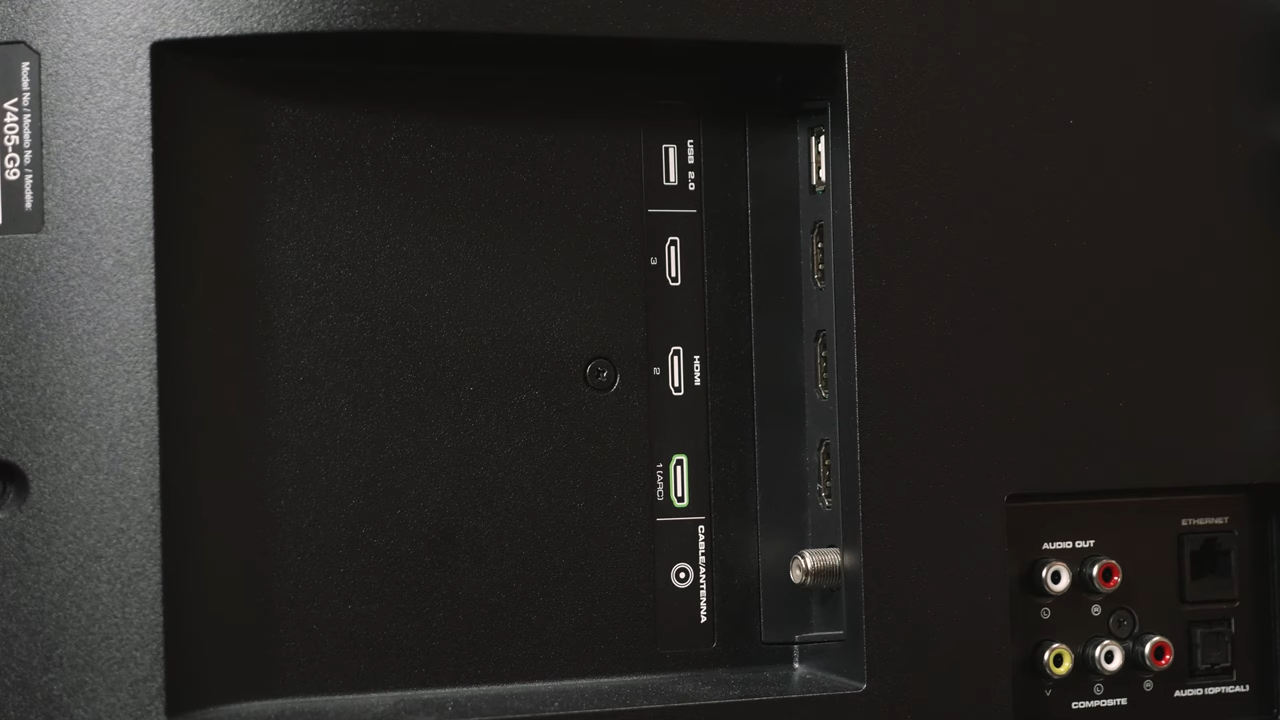 Model No / Modelo No. / Modèle:
V405-G9
USB 2.0
3
HDMI
2
1 (ARC)
CABLE/ANTENNA
ETHERNET
AUDIO OUT
L
R
V
L
R
COMPOSITE
AUDIO (OPTICAL)